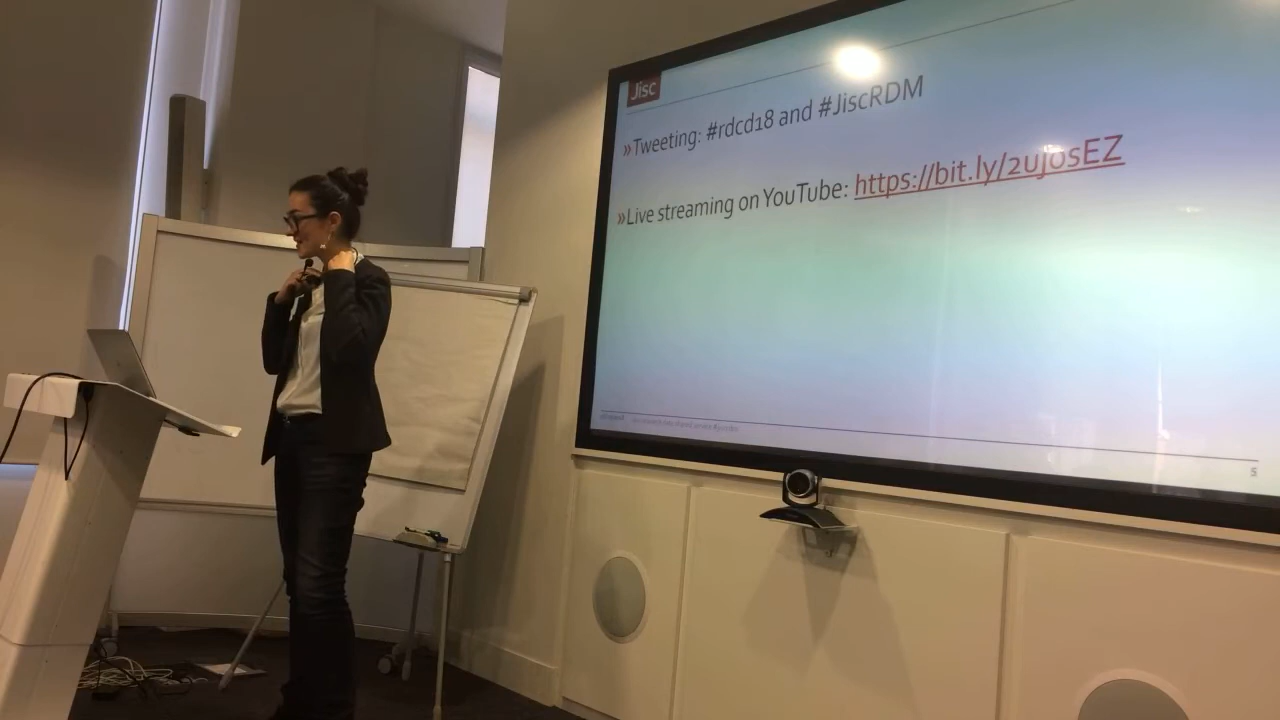 Jisc
»Tweeting: #rdcd18 and #JiscRDM
»Live streaming on YouTube: https://bit.ly/2ujosEZ
5